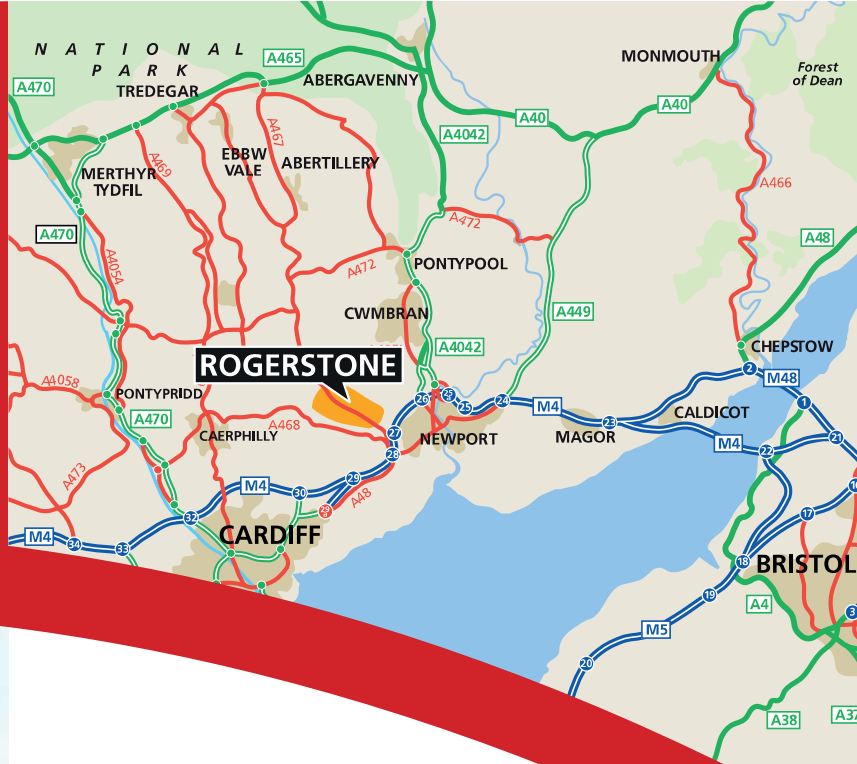 NATIONAL
PARK
A465
MONMOUTH
Forest
of Dean
A470
TREDEGAR
ABERGAVENNY
A40
A40
A467
A4042
EBBW
VALE
ABERTILLERY
A469
MERTHYR
TYDFIL
A466
A472
A470
A48
A4054
A472
PONTYPOOL
CWMBRAN
A449
A4042
CHEPSTOW
ROGERSTONE
2
M48
A4058
PONTYPRIDD
26
25
25
24
M4
1
CALDICOT
A470
A468
23
CAERPHILLY
27
NEWPORT
MAGOR
M4
21
28
22
A473
29
M4
30
16
A48
29
a
32
17
M4
34
33
CARDIFF
18
BRISTOL
19
A4
3
M5
20
A38
A37